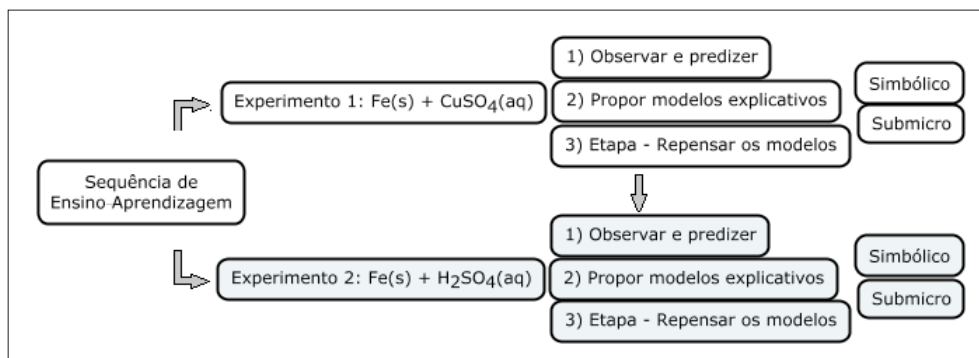 1) Observar e predizer
Experimento 1: Fe(s) + CuSO4(aq)
2) Propor modelos explicativos
3) Etapa - Repensar os modelos
Simbólico
Submicro
Sequência de
Ensino-Aprendizagem
1) Observar e predizer
Experimento 2: Fe(s) + H2SO4(aq)
2) Propor modelos explicativos
3) Etapa - Repensar os modelos
Simbólico
Submicro